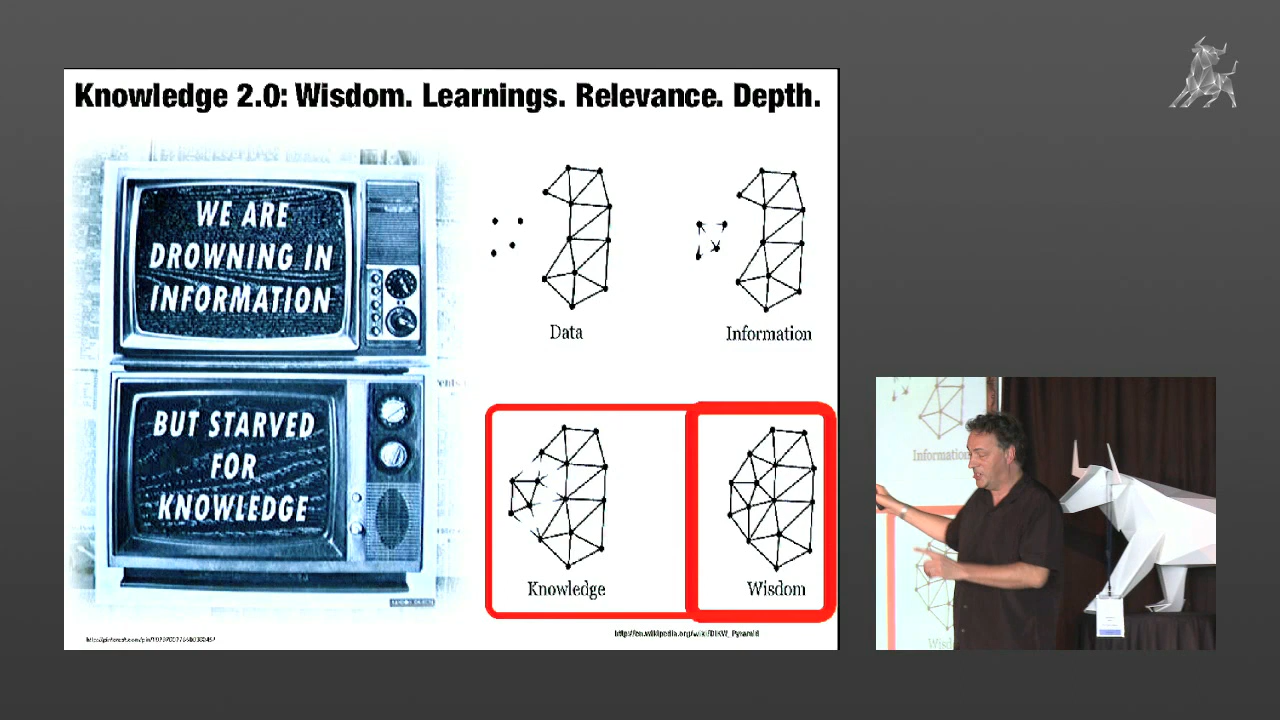 Knowledge 2.0: Wisdom. Learnings. Relevance. Depth.
WE ARE
DROWNING IN
INFORMATION
BUT STARVED
FOR
KNOWLEDGE
Data
Information
Knowledge
Wisdom
http://en.wikipedia.org/wiki/DIKW_Pyramid
Information
Wisd